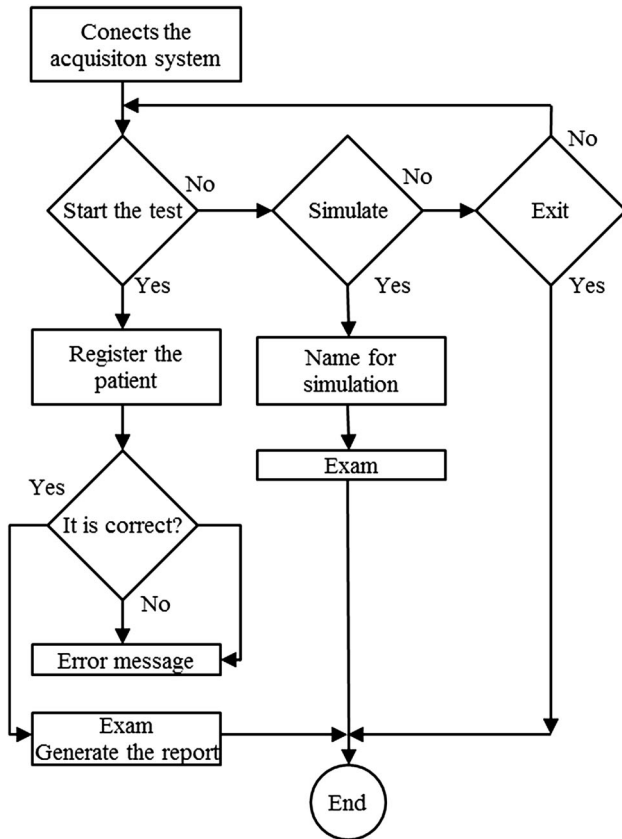 Conects the
acquisiton system
No
Start the test
No
Simulate
No
Exit
Yes
Yes
Yes
Register the
patient
Name for
simulation
Exam
Yes
It is correct?
No
Error message
Exam
Generate the report
End